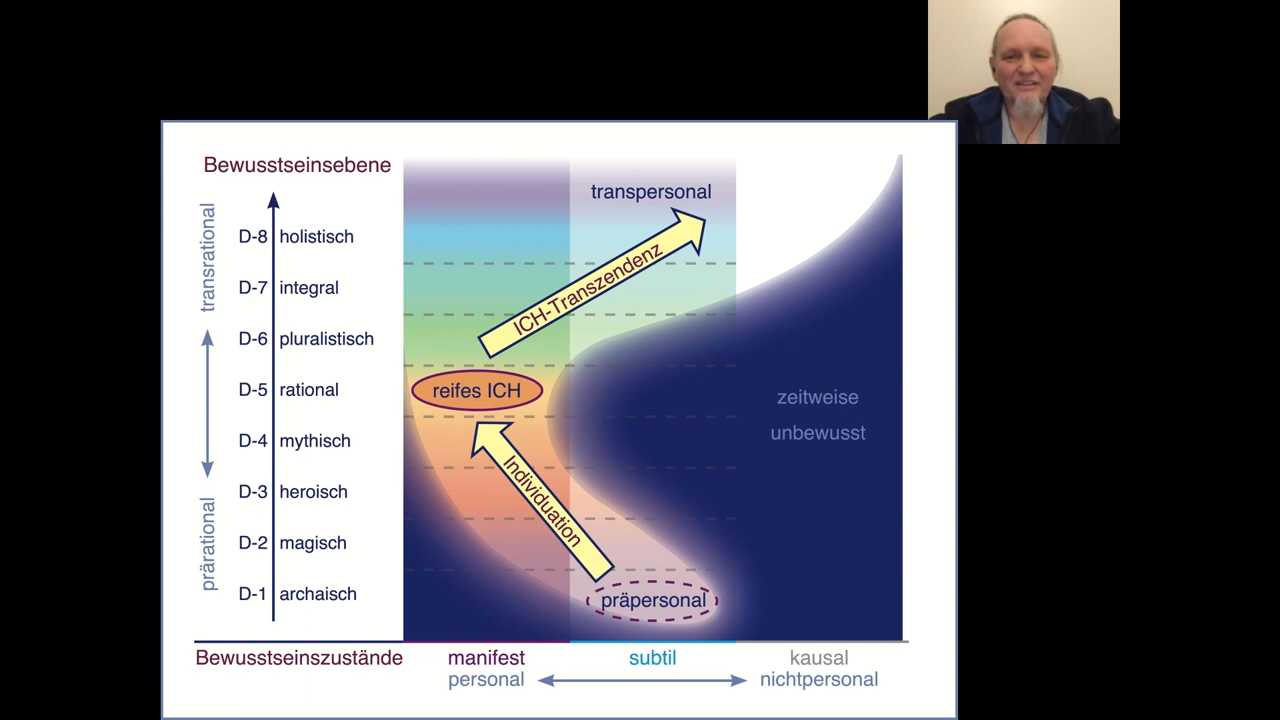 Bewusstseinsebene
transrational
prärational
D-8 holistisch
D-7 integral
D-6 pluralistisch
D-5 rational
D-4 mythisch
D-3 heroisch
D-2 magisch
D-1 archaisch
transpersonal
ICH-Transzendenz
reifes ICH
Individuation
präpersonal
zeitweise
unbewusst
Bewusstseinszustände
manifest
personal
subtil
kausal
nichtpersonal